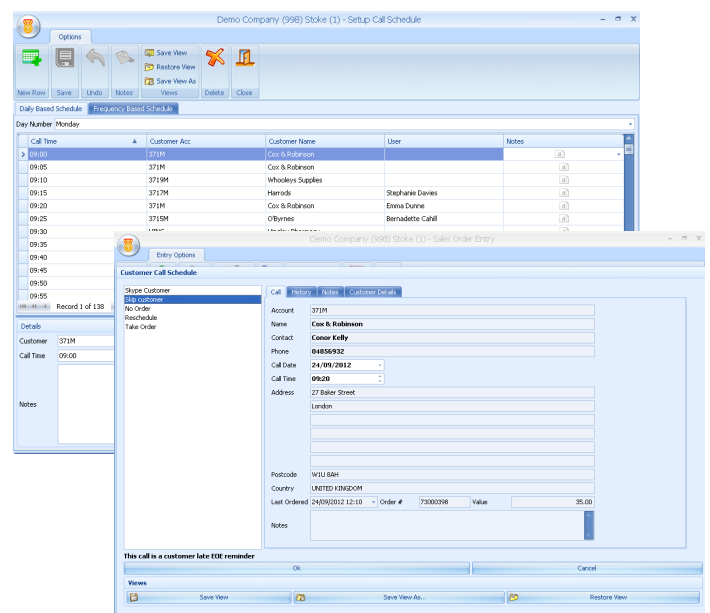 Demo Company (998) Stoke (1) - Setup Call Schedule
Options
Save View
Restore View
Save View As
New Row Save Undo Notes Views Delete Close
Daily Based Schedule Frequency Based Schedule
Day Number Monday
Call Time Customer Acc Customer Name User Notes
09:00 371M Cox & Robinson
09:05 371M Cox & Robinson
09:10 3719M Whooleys Supplies
09:15 3717M Harrods Stephanie Davies
09:20 371M Cox & Robinson Emma Dunne
09:25 3715M O'Byrnes Bernadette Cahill
09:30
09:35
09:40
09:45
09:50
09:55
Record 1 of 138
Details
Customer 371M
Call Time 09:00
Notes
Demo Company (998) Stoke (1) - Sales Order Entry
Entry Options
Customer Call Schedule
Skype Customer
Skip customer
No Order
Reschedule
Take Order
Call History Notes Customer Details
Account 371M
Name Cox & Robinson
Contact Conor Kelly
Phone 04856932
Call Date 24/09/2012
Call Time 09:20
Address 27 Baker Street
London
Postcode W1U 8AH
Country UNITED KINGDOM
Last Ordered 24/09/2012 12:10 Order # 73000398 Value 35.00
Notes
This call is a customer late EOE reminder
Ok Cancel
Views
Save View Save View As.. Restore View